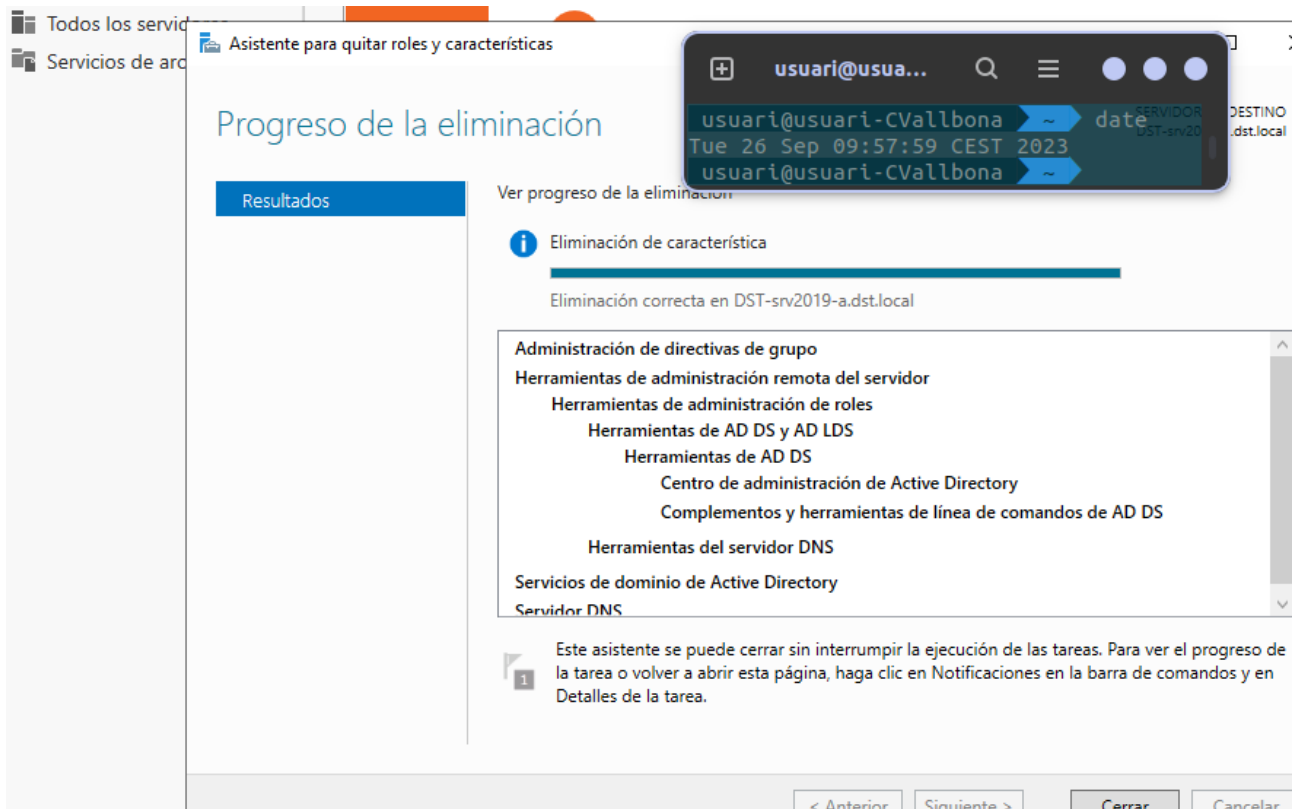 Todos los servidores
Servicios de arc
Asistente para quitar roles y características
usuari@usua...
usuari@usuari-CVallbona ~ date
Tue 26 Sep 09:57:59 CEST 2023
usuari@usuari-CVallbona ~
SERVIDOR DESTINO
DST-srv20 .dst.local
Progreso de la eliminación
Resultados
Ver progreso de la eliminación
Eliminación de característica
Eliminación correcta en DST-srv2019-a.dst.local
Administración de directivas de grupo
Herramientas de administración remota del servidor
Herramientas de administración de roles
Herramientas de AD DS y AD LDS
Herramientas de AD DS
Centro de administración de Active Directory
Complementos y herramientas de línea de comandos de AD DS
Herramientas del servidor DNS
Servicios de dominio de Active Directory
Servidor DNS
1
Este asistente se puede cerrar sin interrumpir la ejecución de las tareas. Para ver el progreso de
la tarea o volver a abrir esta página, haga clic en Notificaciones en la barra de comandos y en
Detalles de la tarea.
< Anterior Siguiente > Cerrar Cancelar